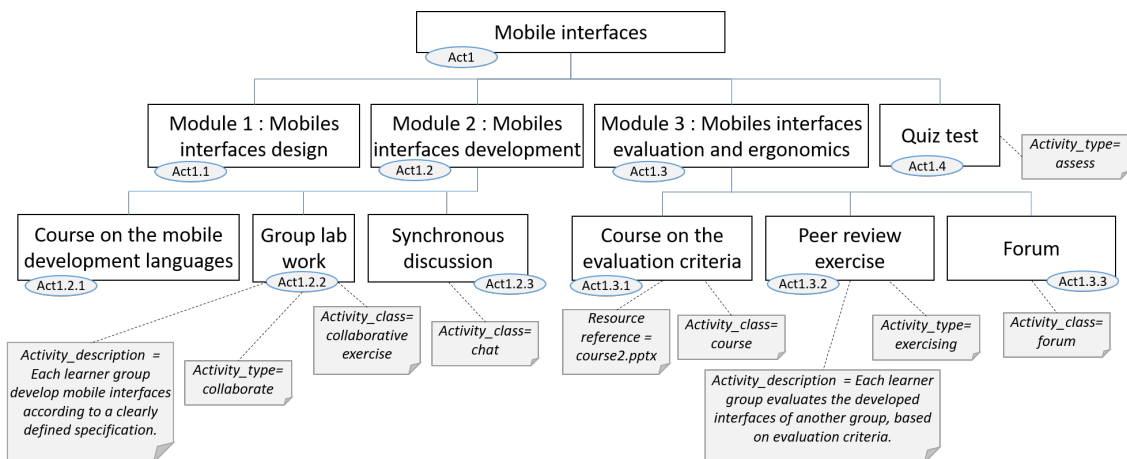 Mobile interfaces
Act1
Module 1 : Mobiles
interfaces design
Act1.1
Module 2 : Mobiles
interfaces development
Act1.2
Module 3 : Mobiles interfaces
evaluation and ergonomics
Act1.3
Quiz test
Act1.4
Activity_type=
assess
Course on the mobile
development languages
Act1.2.1
Group lab
work
Act1.2.2
Synchronous
discussion
Act1.2.3
Course on the
evaluation criteria
Act1.3.1
Peer review
exercise
Act1.3.2
Forum
Act1.3.3
Activity_description  = 
Each learner group
develop mobile interfaces
according to a clearly
defined specification.
Activity_type=
collaborate
Activity_class=
collaborative
exercise
Activity_class=
chat
Resource
reference =
course2.pptx
Activity_class=
course
Activity_description  = Each learner
group evaluates the developed
interfaces of another group, based
on evaluation criteria.
Activity_type=
exercising
Activity_class=
forum